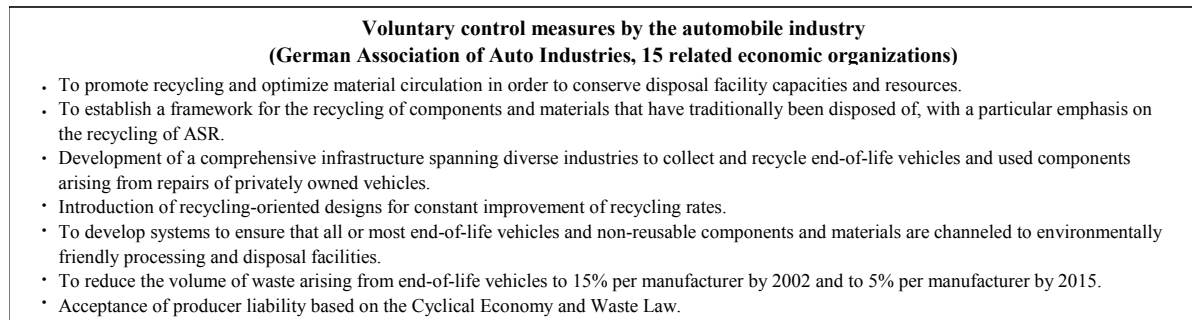 Voluntary control measures by the automobile industry
(German Association of Auto Industries, 15 related economic organizations)
• To promote recycling and optimize material circulation in order to conserve disposal facility capacities and resources.
• To establish a framework for the recycling of components and materials that have traditionally been disposed of, with a particular emphasis on
the recycling of ASR.
• Development of a comprehensive infrastructure spanning diverse industries to collect and recycle end-of-life vehicles and used components
arising from repairs of privately owned vehicles.
• Introduction of recycling-oriented designs for constant improvement of recycling rates.
• To develop systems to ensure that all or most end-of-life vehicles and non-reusable components and materials are channeled to environmentally
friendly processing and disposal facilities.
• To reduce the volume of waste arising from end-of-life vehicles to 15% per manufacturer by 2002 and to 5% per manufacturer by 2015.
• Acceptance of producer liability based on the Cyclical Economy and Waste Law.